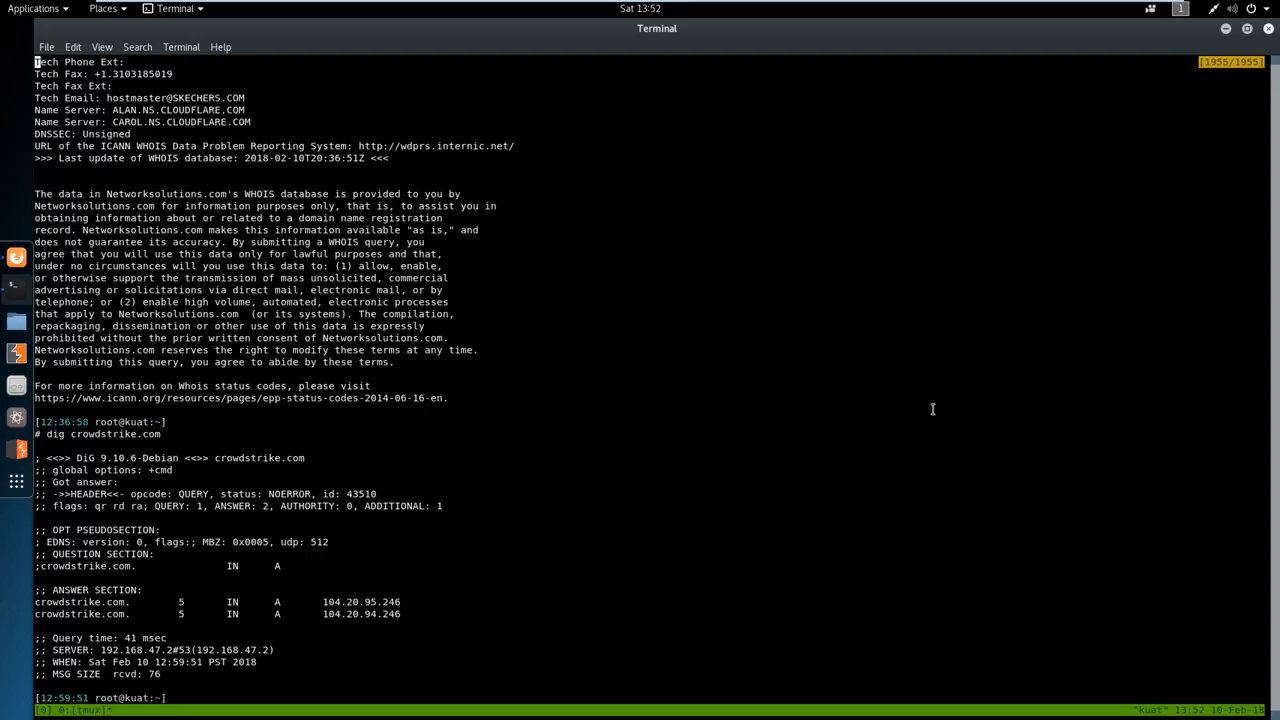 Applications Places Terminal Sat 13:52 1
Terminal
File Edit View Search Terminal Help
Tech Phone Ext: [1955/1955]
Tech Fax: +1.3103185019
Tech Fax Ext:
Tech Email: hostmaster@SKECHERS.COM
Name Server: ALAN.NS.CLOUDFLARE.COM
Name Server: CAROL.NS.CLOUDFLARE.COM
DNSSEC: Unsigned
URL of the ICANN WHOIS Data Problem Reporting System: http://wdprs.internic.net/
>>> Last update of WHOIS database: 2018-02-10T20:36:51Z <<<
The data in Networksolutions.com's WHOIS database is provided to you by
Networksolutions.com for information purposes only, that is, to assist you in
obtaining information about or related to a domain name registration
record. Networksolutions.com makes this information available "as is," and
does not guarantee its accuracy. By submitting a WHOIS query, you
agree that you will use this data only for lawful purposes and that,
under no circumstances will you use this data to: (1) allow, enable,
or otherwise support the transmission of mass unsolicited, commercial
advertising or solicitations via direct mail, electronic mail, or by
telephone; or (2) enable high volume, automated, electronic processes
that apply to Networksolutions.com  (or its systems). The compilation,
repackaging, dissemination or other use of this data is expressly
prohibited without the prior written consent of Networksolutions.com.
Networksolutions.com reserves the right to modify these terms at any time.
By submitting this query, you agree to abide by these terms.
For more information on Whois status codes, please visit
https://www.icann.org/resources/pages/epp-status-codes-2014-06-16-en.
[12:36:58 root@kuat:~]
# dig crowdstrike.com
; <<>> DiG 9.10.6-Debian <<>> crowdstrike.com
;; global options: +cmd
;; Got answer:
;; ->>HEADER<<- opcode: QUERY, status: NOERROR, id: 43510
;; flags: qr rd ra; QUERY: 1, ANSWER: 2, AUTHORITY: 0, ADDITIONAL: 1
;; OPT PSEUDOSECTION:
; EDNS: version: 0, flags:; MBZ: 0x0005, udp: 512
;; QUESTION SECTION:
;crowdstrike.com. IN A
;; ANSWER SECTION:
crowdstrike.com. 5 IN A 104.20.95.246
crowdstrike.com. 5 IN A 104.20.94.246
;; Query time: 41 msec
;; SERVER: 192.168.47.2#53(192.168.47.2)
;; WHEN: Sat Feb 10 12:59:51 PST 2018
;; MSG SIZE  rcvd: 76
[12:59:51 root@kuat:~]
[0] 0:[tmux]* "kuat" 13:52 10-Feb-18